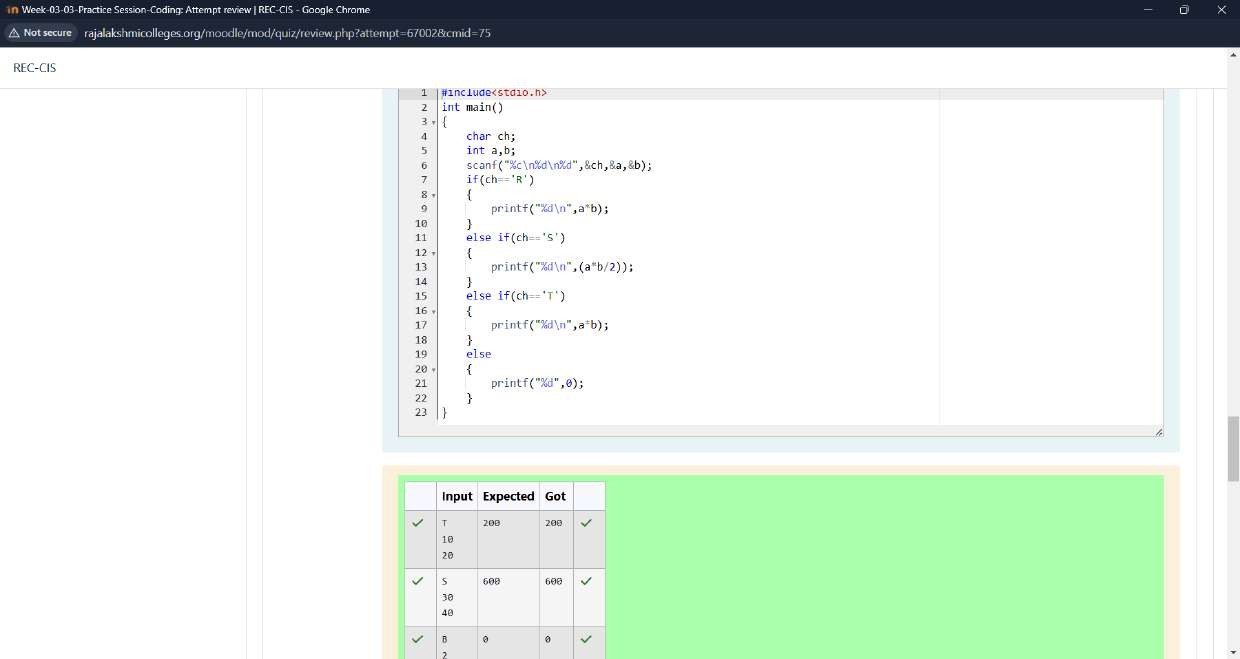 in Week-03-03-Practice Session-Coding: Attempt review | REC-CIS - Google Chrome
Not secure rajalakshmicolleges.org/moodle/mod/quiz/review.php?attempt=67002&cmid=75
REC-CIS
1 #include<stdio.h>
2 int main()
3 {
4 char ch;
5 int a,b;
6 scanf("%c\n%d\n%d",&ch,&a,&b);
7 if(ch=='R')
8 {
9 printf("%d\n",a*b);
10 }
11 else if(ch=='S')
12 {
13 printf("%d\n",(a*b/2));
14 }
15 else if(ch=='T')
16 {
17 printf("%d\n",a*b);
18 }
19 else
20 {
21 printf("%d",0);
22 }
23 }
Input Expected Got
T 200 200
10
20
S 600 600
30
40
B 0 0
2